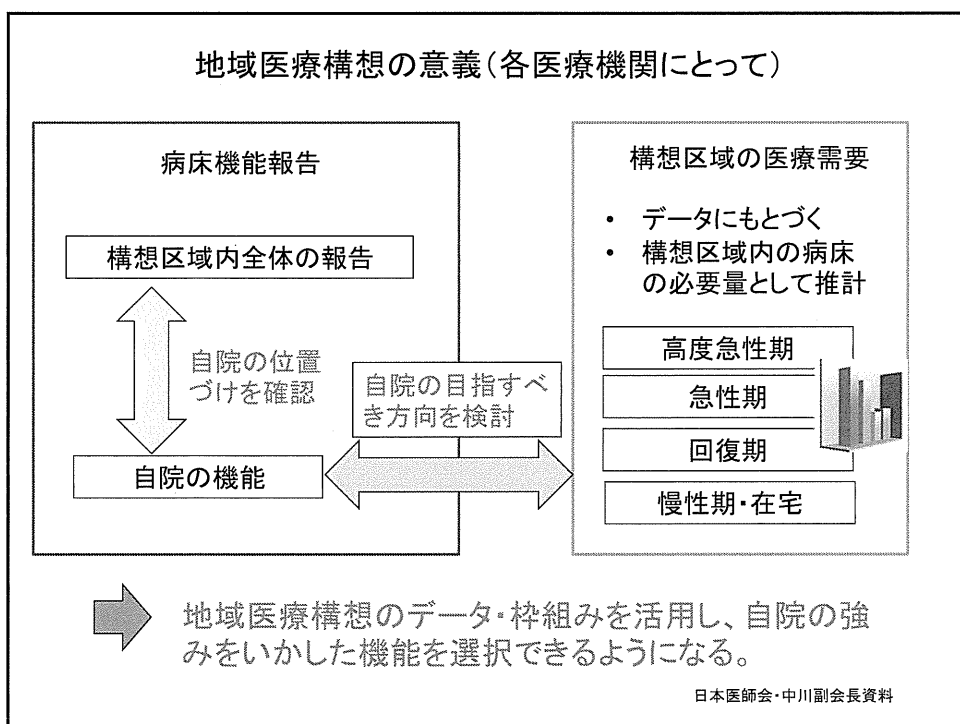 地域医療構想の意義(各医療機関にとって)
病床機能報告
構想区域内全体の報告
自院の位置
づけを確認
自院の機能
自院の目指すべ
き方向を検討
構想区域の医療需要
• データにもとづく
• 構想区域内の病床
の必要量として推計
高度急性期
急性期
回復期
慢性期・在宅
地域医療構想のデータ・枠組みを活用し、自院の強
みをいかした機能を選択できるようになる。
日本医師会・中川副会長資料